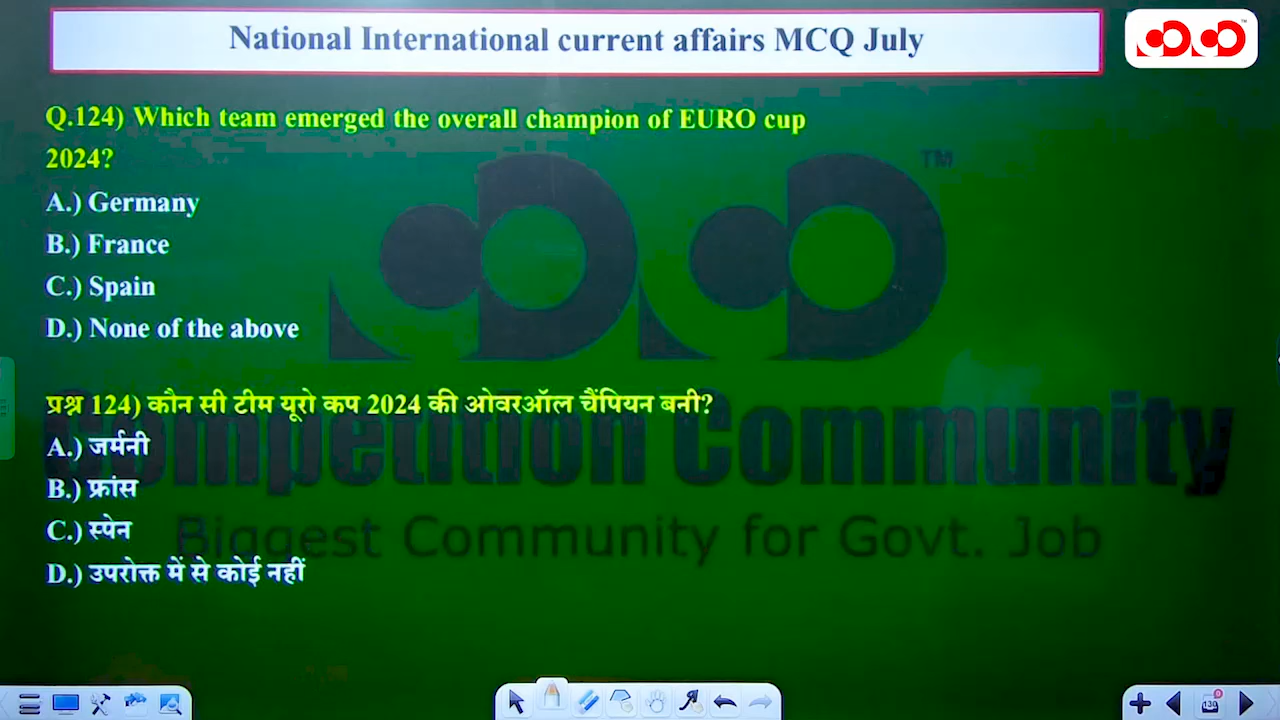 National International current affairs MCQ July
Q.124) Which team emerged the overall champion of EURO cup
2024?
A.) Germany
B.) France
C.) Spain
D.) None of the above
प्रश्न 124) कौन सी टीम यूरो कप 2024 की ओवरऑल चैंपियन बनी?
A.) जर्मनी
B.) फ्रांस
C.) स्पेन
D.) उपरोक्त में से कोई नहीं
TM
Competition Community
Biggest Community for Govt. Job